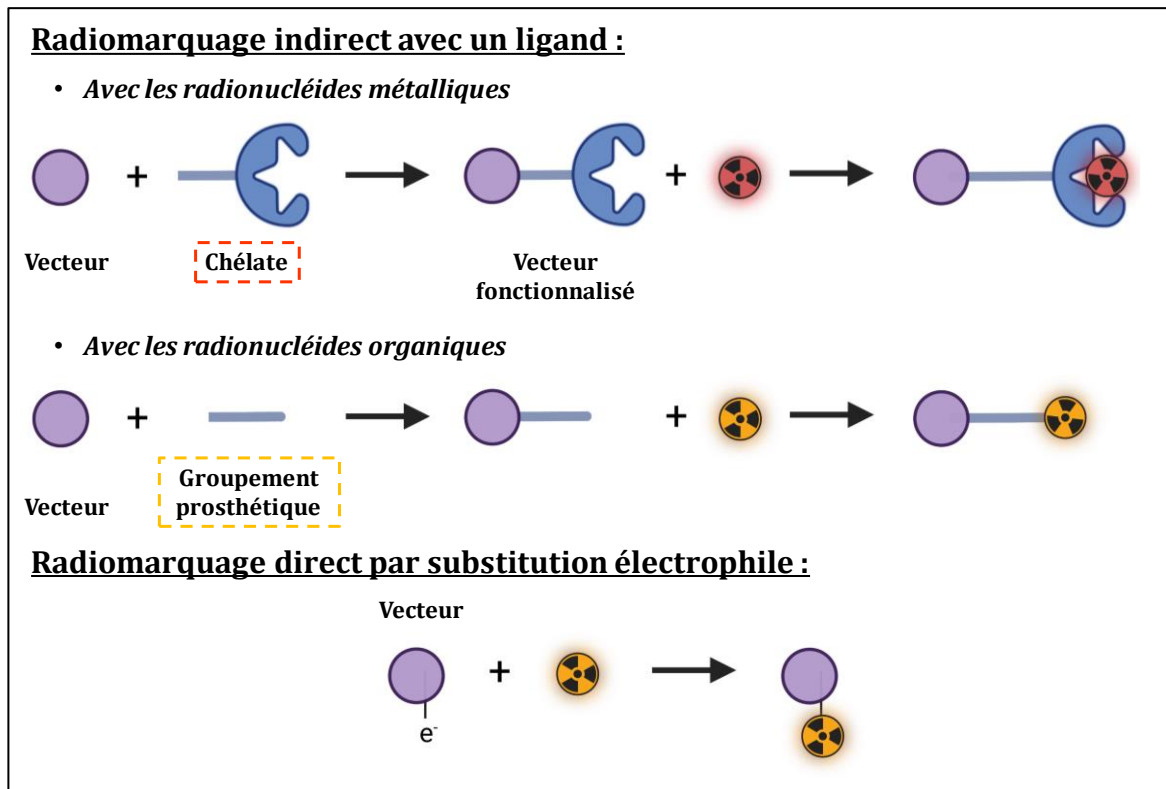 Radiomarquage indirect avec un ligand :
• Avec les radionucléides métalliques
+
+
Vecteur
Chélate
Vecteur
fonctionnalisé
• Avec les radionucléides organiques
+
+
Vecteur
Groupement
prosthétique
Radiomarquage direct par substitution électrophile :
Vecteur
+
e-